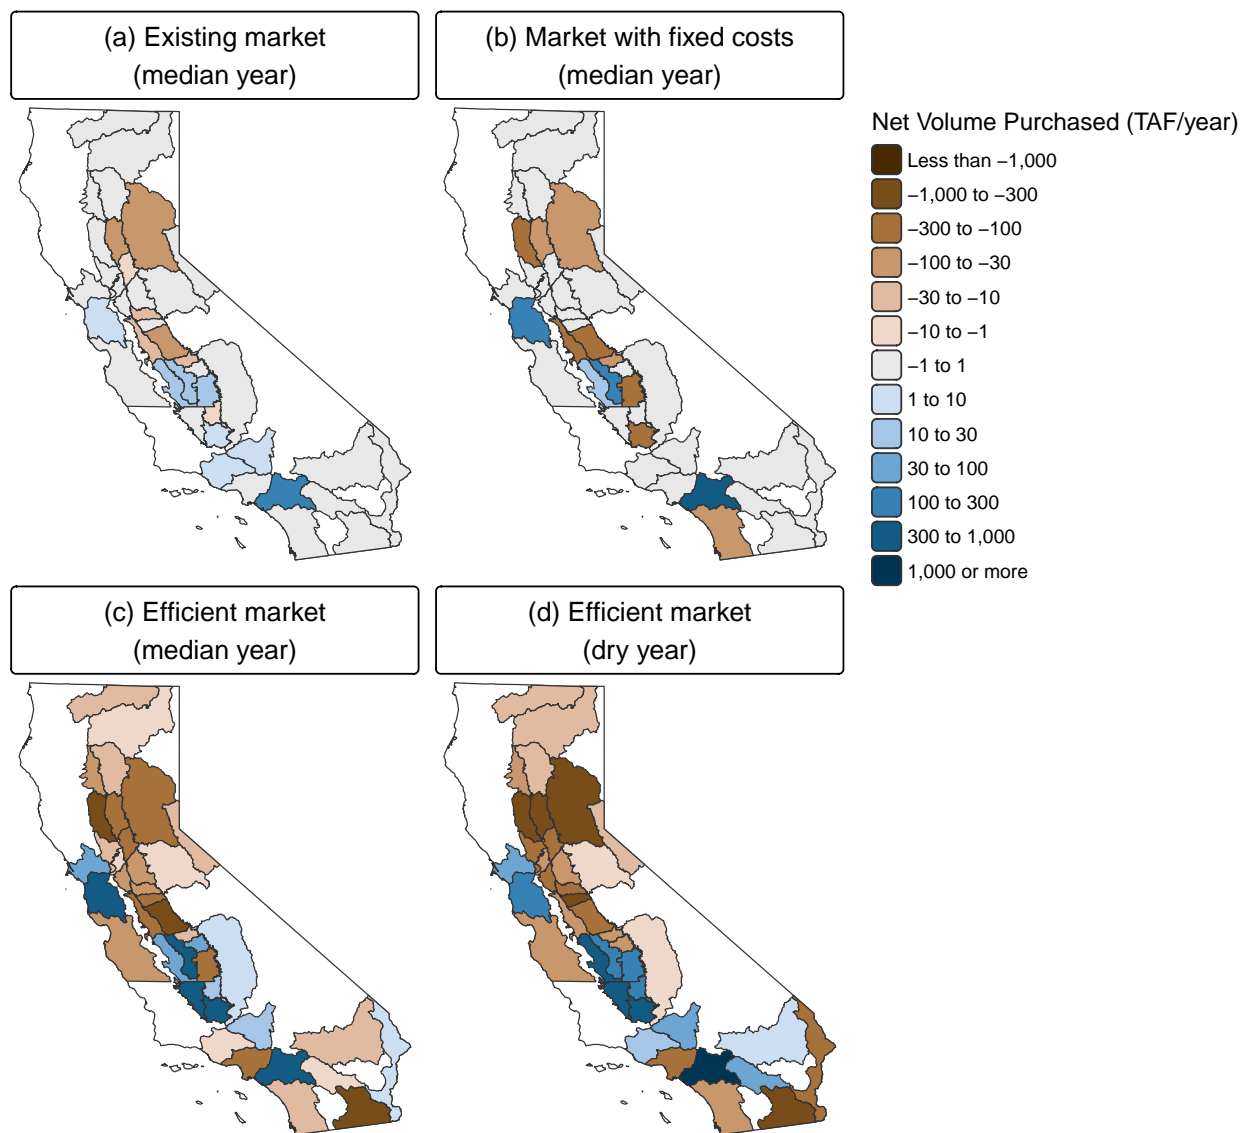 (a) Existing market
(median year)
(b) Market with fixed costs
(median year)
Net Volume Purchased (TAF/year)
Less than −1,000
−1,000 to −300
−300 to −100
−100 to −30
−30 to −10
−10 to −1
−1 to 1
1 to 10
10 to 30
30 to 100
100 to 300
300 to 1,000
1,000 or more
(c) Efficient market
(median year)
(d) Efficient market
(dry year)